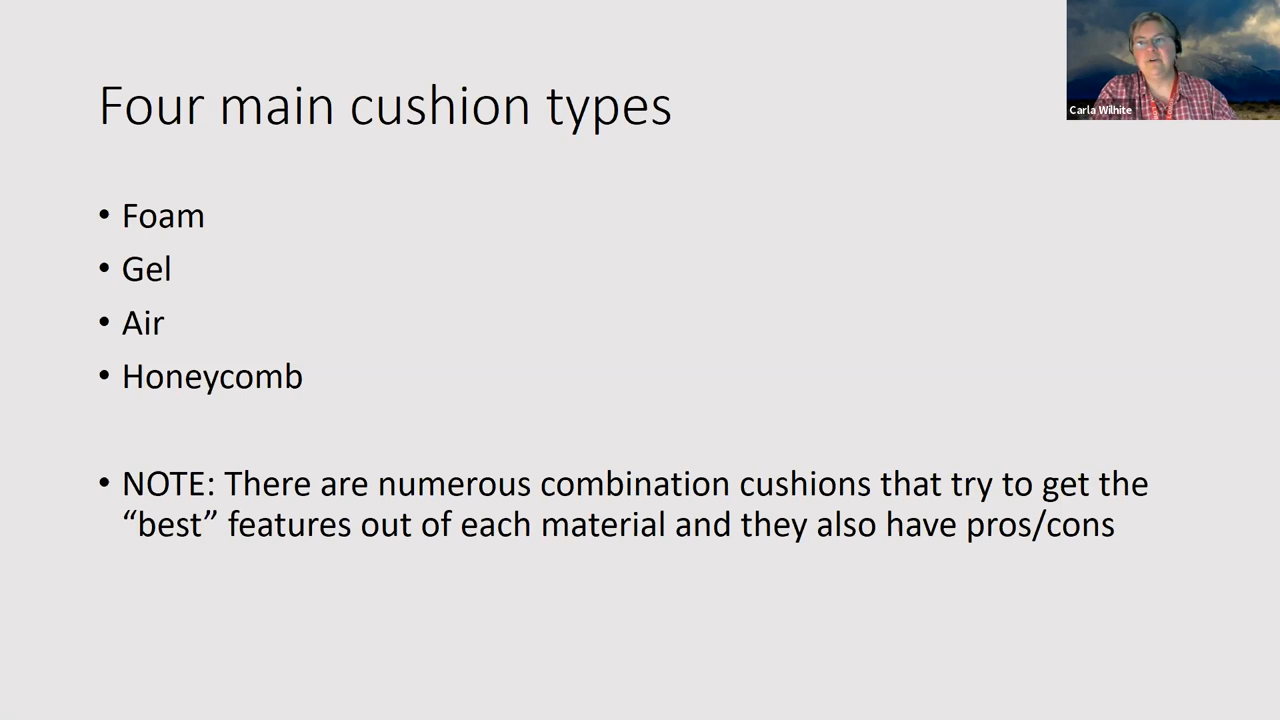 Four main cushion types
Carla Wilhite
• Foam
• Gel
• Air
• Honeycomb
• NOTE: There are numerous combination cushions that try to get the
“best” features out of each material and they also have pros/cons